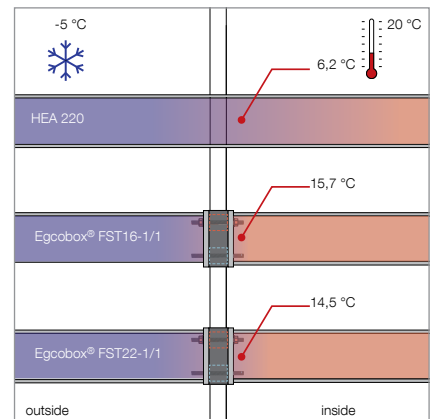 -5 °C
20 °C
6,2 °C
HEA 220
15,7 °C
Egcobox® FST16-1/1
14,5 °C
Egcobox® FST22-1/1
outside
inside